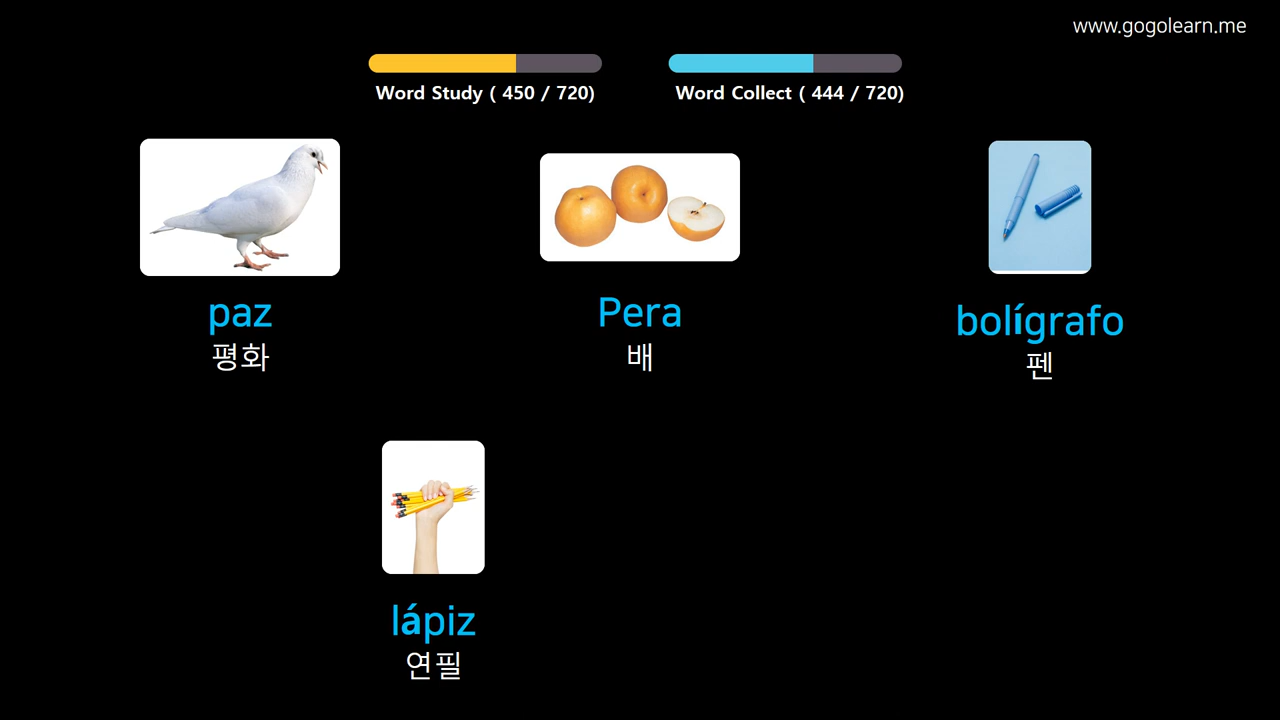 www.gogolearn.me
Word Study ( 450 / 720)
Word Collect ( 444 / 720)
paz
평화
Pera
배
bolígrafo
펜
lápiz
연필